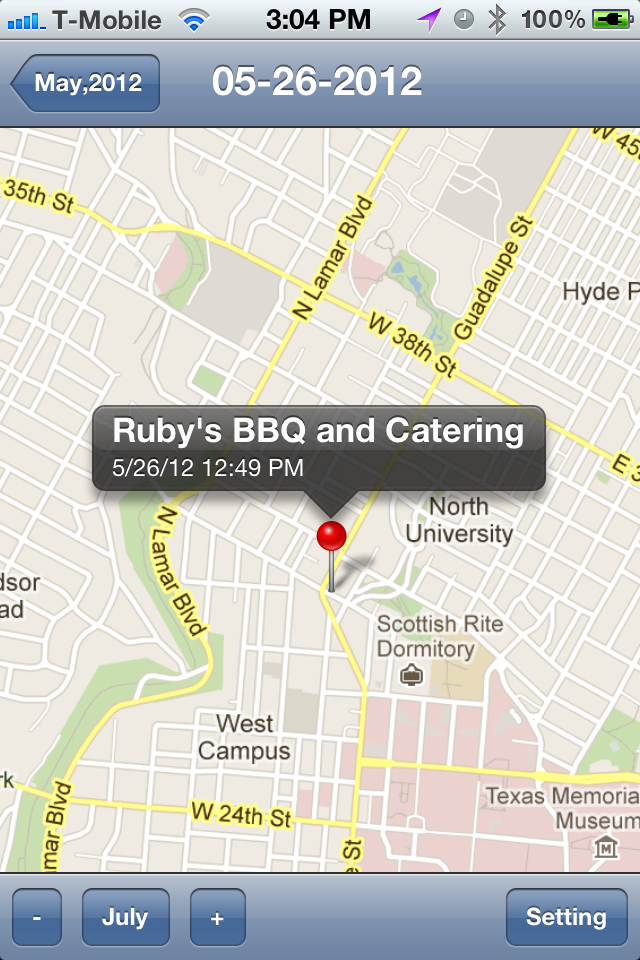 T-Mobile 3:04 PM 100%
May,2012 05-26-2012
W 45
35th St
N Lamar Blvd
Guadalupe St
Hyde P
W 38th St
Ruby's BBQ and Catering
5/26/12 12:49 PM
E 3
North
University
N Lamar Blvd
dsor
ad
Scottish Rite
Dormitory
West
Campus
rk
W 24th St
Texas Memoria
Museum
M
mar Blvd
e St
- July + Setting